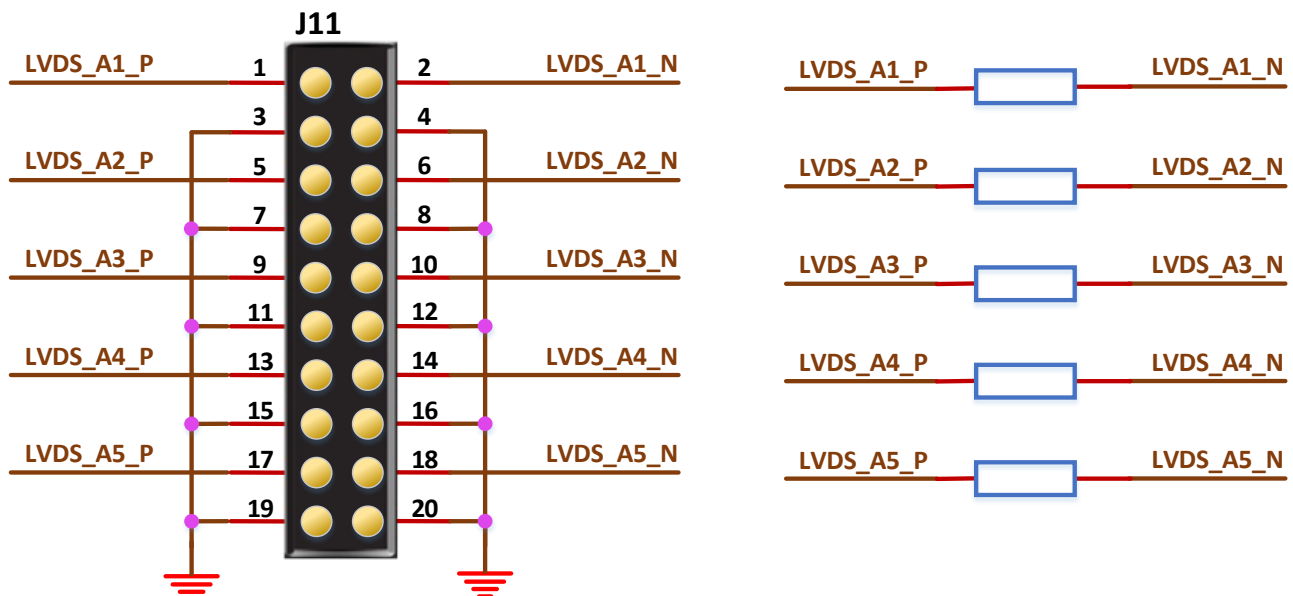 J11
LVDS_A1_P 1 2 LVDS_A1_N
3 4
LVDS_A2_P 5 6 LVDS_A2_N
7 8
LVDS_A3_P 9 10 LVDS_A3_N
11 12
LVDS_A4_P 13 14 LVDS_A4_N
15 16
LVDS_A5_P 17 18 LVDS_A5_N
19 20
LVDS_A1_P LVDS_A1_N
LVDS_A2_P LVDS_A2_N
LVDS_A3_P LVDS_A3_N
LVDS_A4_P LVDS_A4_N
LVDS_A5_P LVDS_A5_N